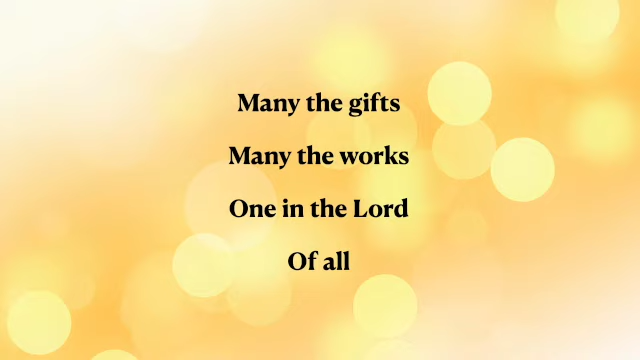 Many the gifts
Many the works
One in the Lord
Of all